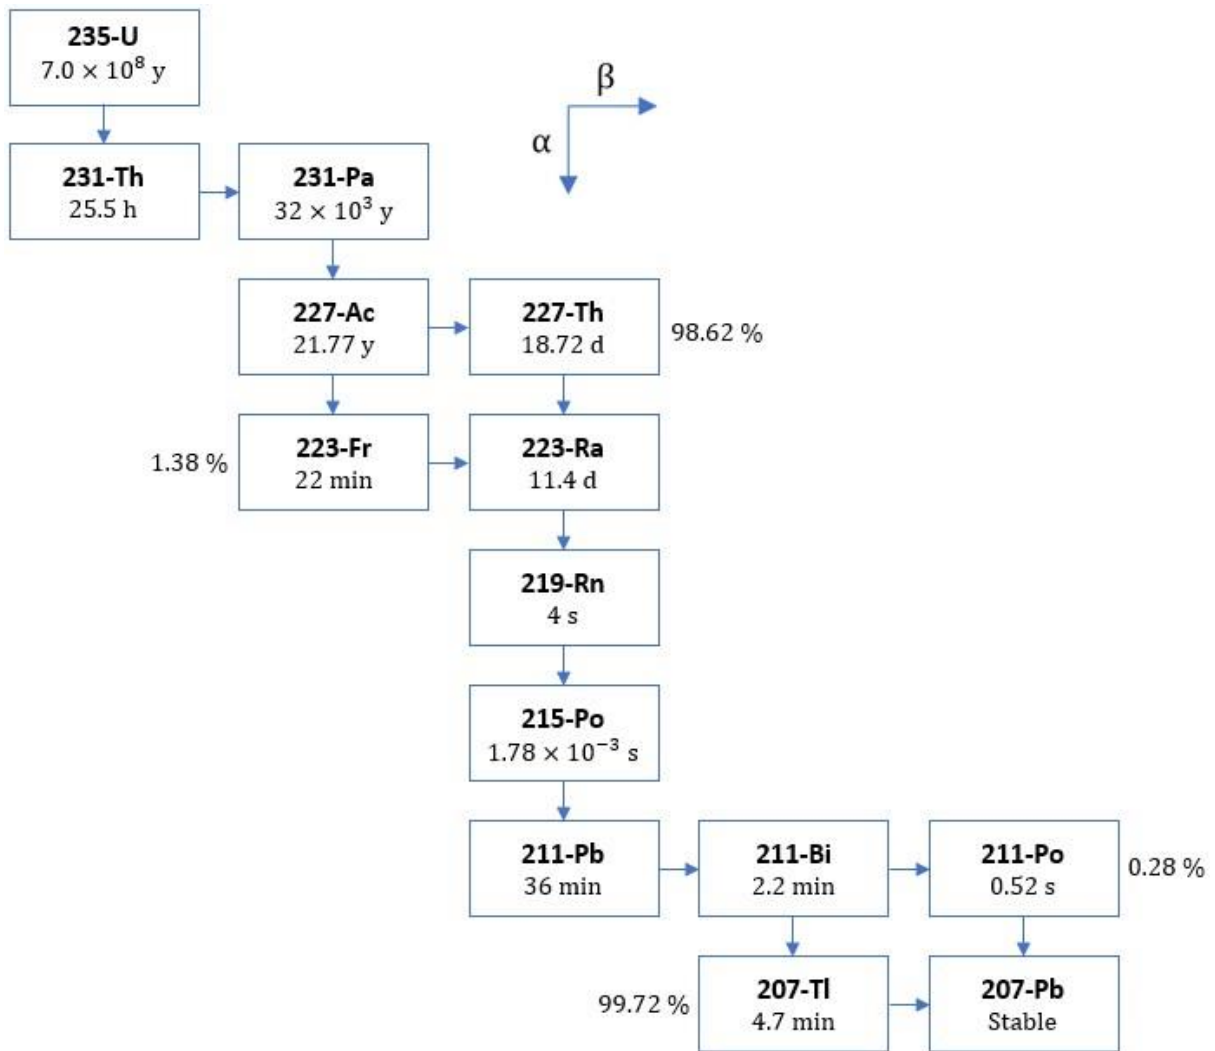 235-U
7.0 × 10⁸ y
β
α
231-Th
25.5 h
231-Pa
32 × 10³ y
227-Ac
21.77 y
227-Th
18.72 d
98.62 %
1.38 %
223-Fr
22 min
223-Ra
11.4 d
219-Rn
4 s
215-Po
1.78 × 10⁻³ s
211-Pb
36 min
211-Bi
2.2 min
211-Po
0.52 s
0.28 %
99.72 %
207-Tl
4.7 min
207-Pb
Stable